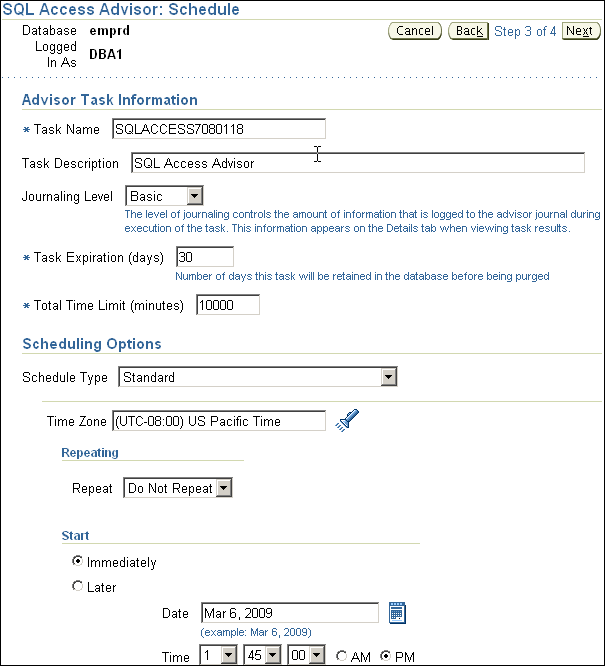 SQL Access Advisor: Schedule
Database emprd
Logged In As DBA1
Cancel Back Step 3 of 4 Next
Advisor Task Information
* Task Name SQLACCESS7080118
Task Description SQL Access Advisor
Journaling Level Basic
The level of journaling controls the amount of information that is logged to the advisor journal during
execution of the task. This information appears on the Details tab when viewing task results.
* Task Expiration (days) 30
Number of days this task will be retained in the database before being purged
* Total Time Limit (minutes) 10000
Scheduling Options
Schedule Type Standard
Time Zone (UTC-08:00) US Pacific Time
Repeating
Repeat Do Not Repeat
Start
Immediately
Later
Date Mar 6, 2009
(example: Mar 6, 2009)
Time 1 45 00 AM PM